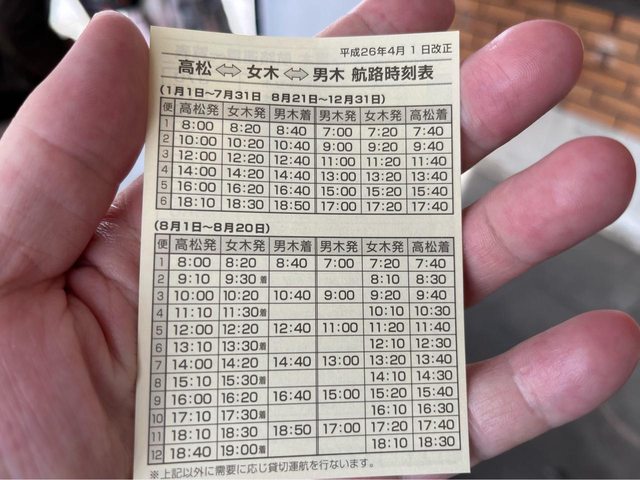 平成26年4月1日改正
高松⇔女木⇔男木 航路時刻表
(1月1日~7月31日 8月21日~12月31日)
便 高松発 女木発 男木着 男木発 女木発 高松着
1 8:00 8:20 8:40 7:00 7:20 7:40
2 10:00 10:20 10:40 9:00 9:20 9:40
3 12:00 12:20 12:40 11:00 11:20 11:40
4 14:00 14:20 14:40 13:00 13:20 13:40
5 16:00 16:20 16:40 15:00 15:20 15:40
6 18:10 18:30 18:50 17:00 17:20 17:40
(8月1日~8月20日)
便 高松発 女木発 男木着 男木発 女木発 高松着
1 8:00 8:20 8:40 7:00 7:20 7:40
2 9:10 9:30着 8:10 8:30
3 10:00 10:20 10:40 9:00 9:20 9:40
4 11:10 11:30着 10:10 10:30
5 12:00 12:20 12:40 11:00 11:20 11:40
6 13:10 13:30着 12:10 12:30
7 14:00 14:20 14:40 13:00 13:20 13:40
8 15:10 15:30着 14:10 14:30
9 16:00 16:20 16:40 15:00 15:20 15:40
10 17:10 17:30着 16:10 16:30
11 18:10 18:30 18:50 17:00 17:20 17:40
12 18:40 19:00着 18:10 18:30
※上記以外に需要に応じ貸切運航を行ないます。